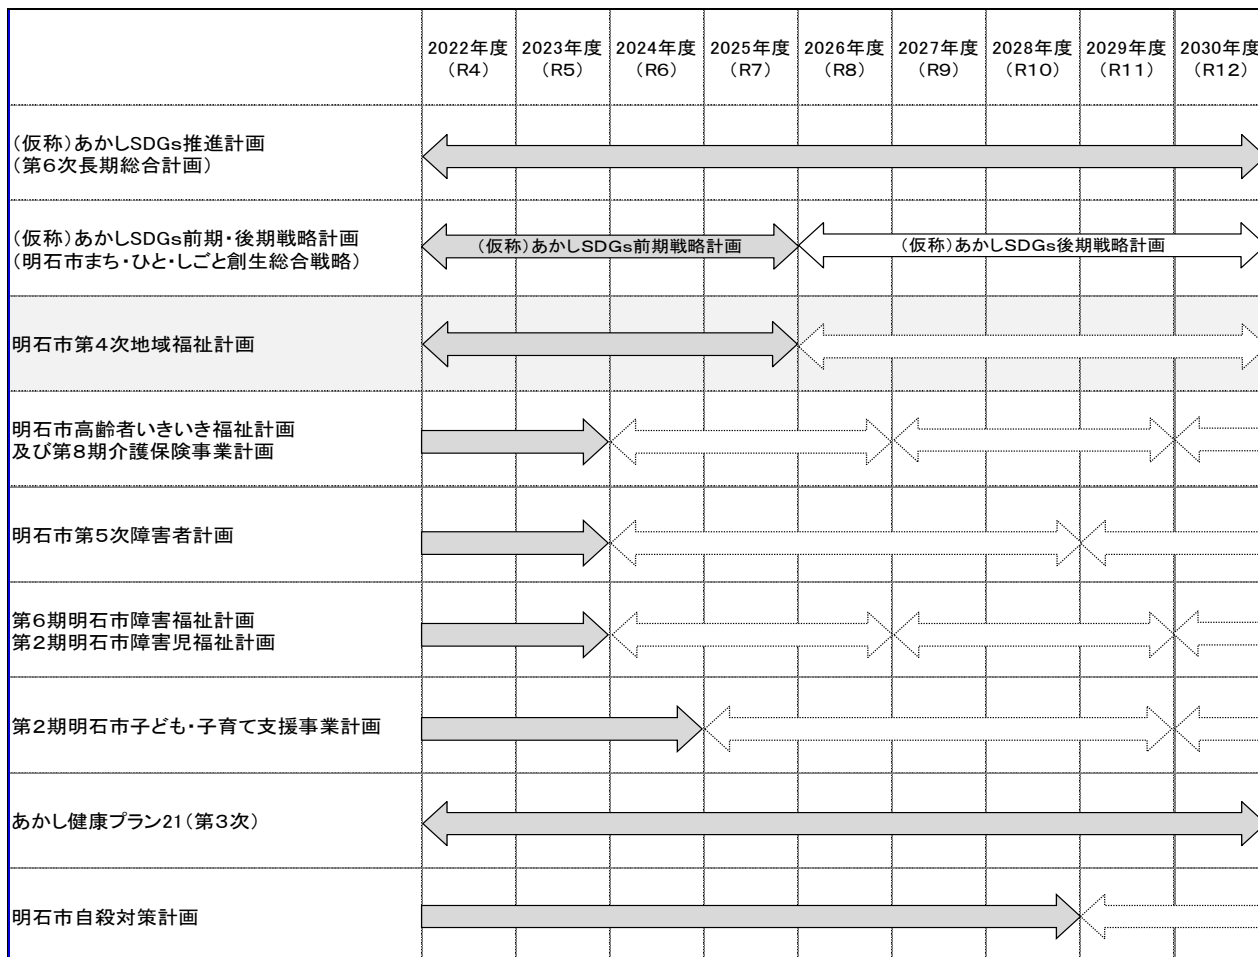 2022年度 2023年度 2024年度 2025年度 2026年度 2027年度 2028年度 2029年度 2030年度
（R4） （R5） （R6） （R7） （R8） （R9） （R10） （R11） （R12）
（仮称）あかしSDGs推進計画
（第６次長期総合計画）
（仮称）あかしSDGs前期・後期戦略計画
（明石市まち・ひと・しごと創生総合戦略）
（仮称）あかしSDGs前期戦略計画
（仮称）あかしSDGs後期戦略計画
明石市第４次地域福祉計画
明石市高齢者いきいき福祉計画
及び第８期介護保険事業計画
明石市第５次障害者計画
第６期明石市障害福祉計画
第２期明石市障害児福祉計画
第２期明石市子ども・子育て支援事業計画
あかし健康プラン21（第３次）
明石市自殺対策計画